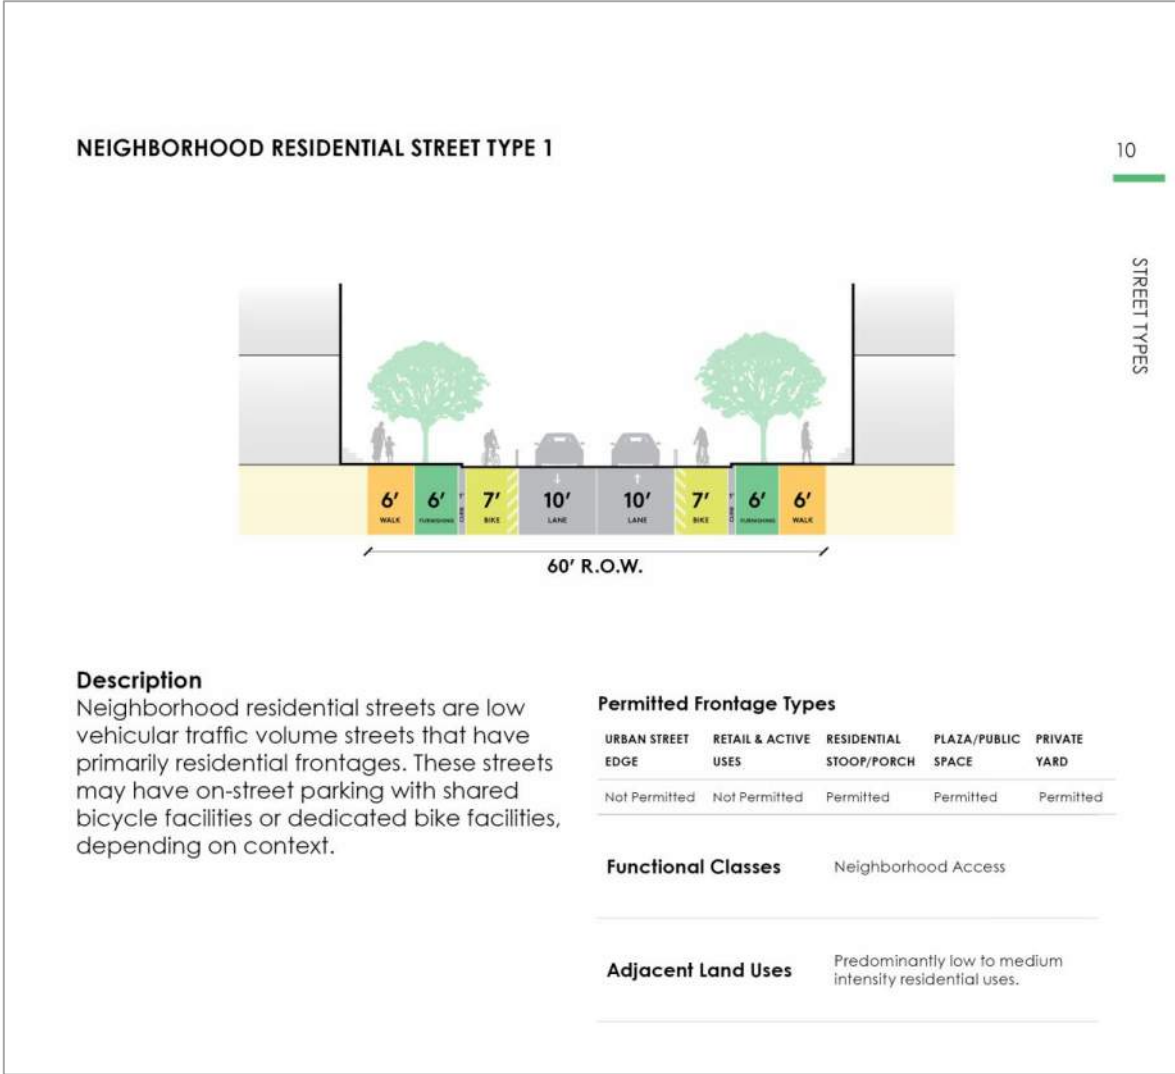 NEIGHBORHOOD RESIDENTIAL STREET TYPE 1
10
STREET TYPES
6' 6' 7' 10' 10' 7' 6' 6'
WALK FURNISHING CURB BIKE LANE LANE BIKE CURB FURNISHING WALK
60' R.O.W.
Description
Neighborhood residential streets are low
vehicular traffic volume streets that have
primarily residential frontages. These streets
may have on-street parking with shared
bicycle facilities or dedicated bike facilities,
depending on context.
Permitted Frontage Types
URBAN STREET EDGE RETAIL & ACTIVE USES RESIDENTIAL STOOP/PORCH PLAZA/PUBLIC SPACE PRIVATE YARD
Not Permitted Not Permitted Permitted Permitted Permitted
Functional Classes Neighborhood Access
Adjacent Land Uses Predominantly low to medium
intensity residential uses.